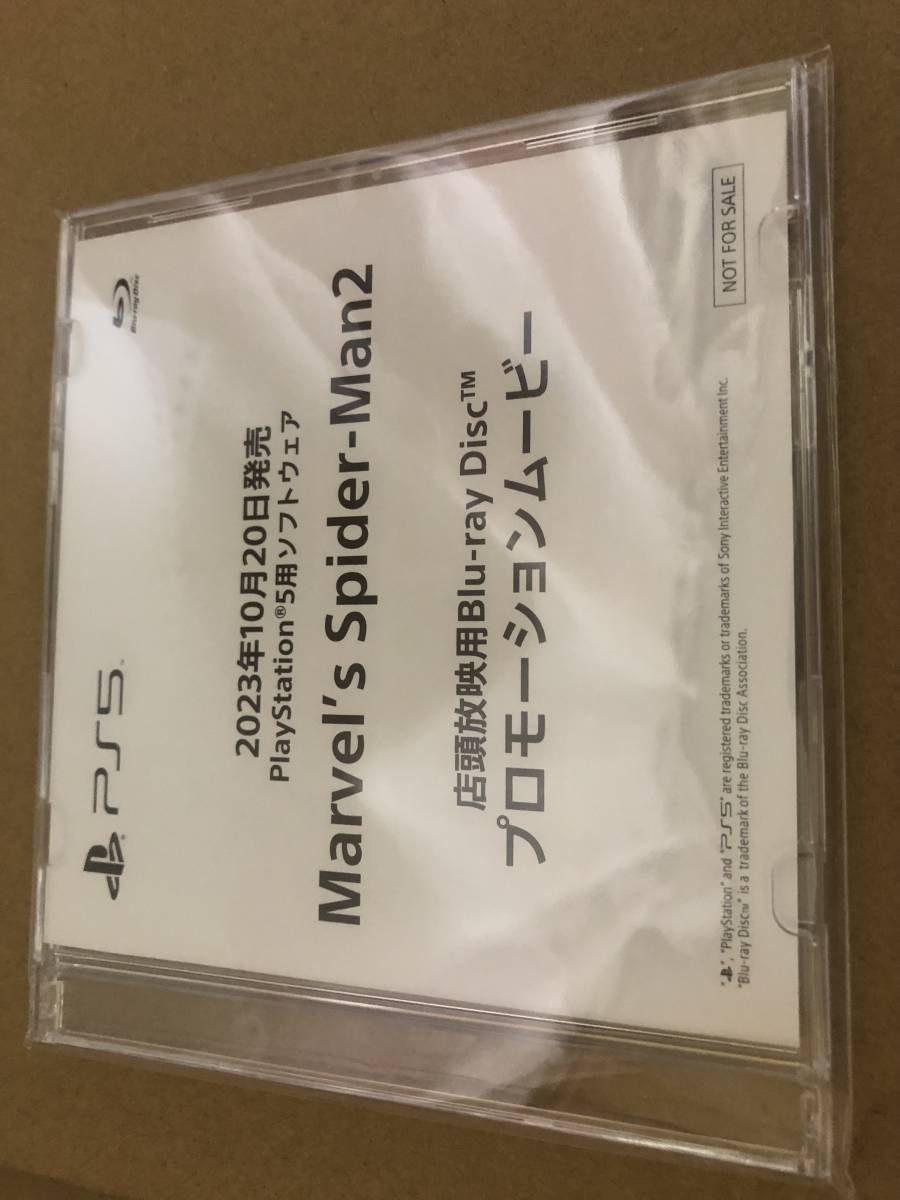 PS5
Blu-ray Disc
2023年10月20日発売
PlayStation®5用ソフトウェア
Marvel's Spider-Man2
店頭放映用Blu-ray Disc™
プロモーションムービー
NOT FOR SALE
" ", "PlayStation" and "PS5" are registered trademarks or trademarks of Sony Interactive Entertainment Inc.
"Blu-ray Disc™" is a trademark of the Blu-ray Disc Association.